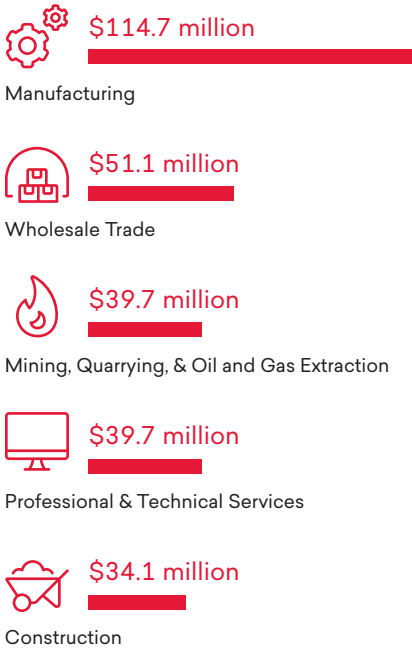 $114.7 million
Manufacturing
$51.1 million
Wholesale Trade
$39.7 million
Mining, Quarrying, & Oil and Gas Extraction
$39.7 million
Professional & Technical Services
$34.1 million
Construction